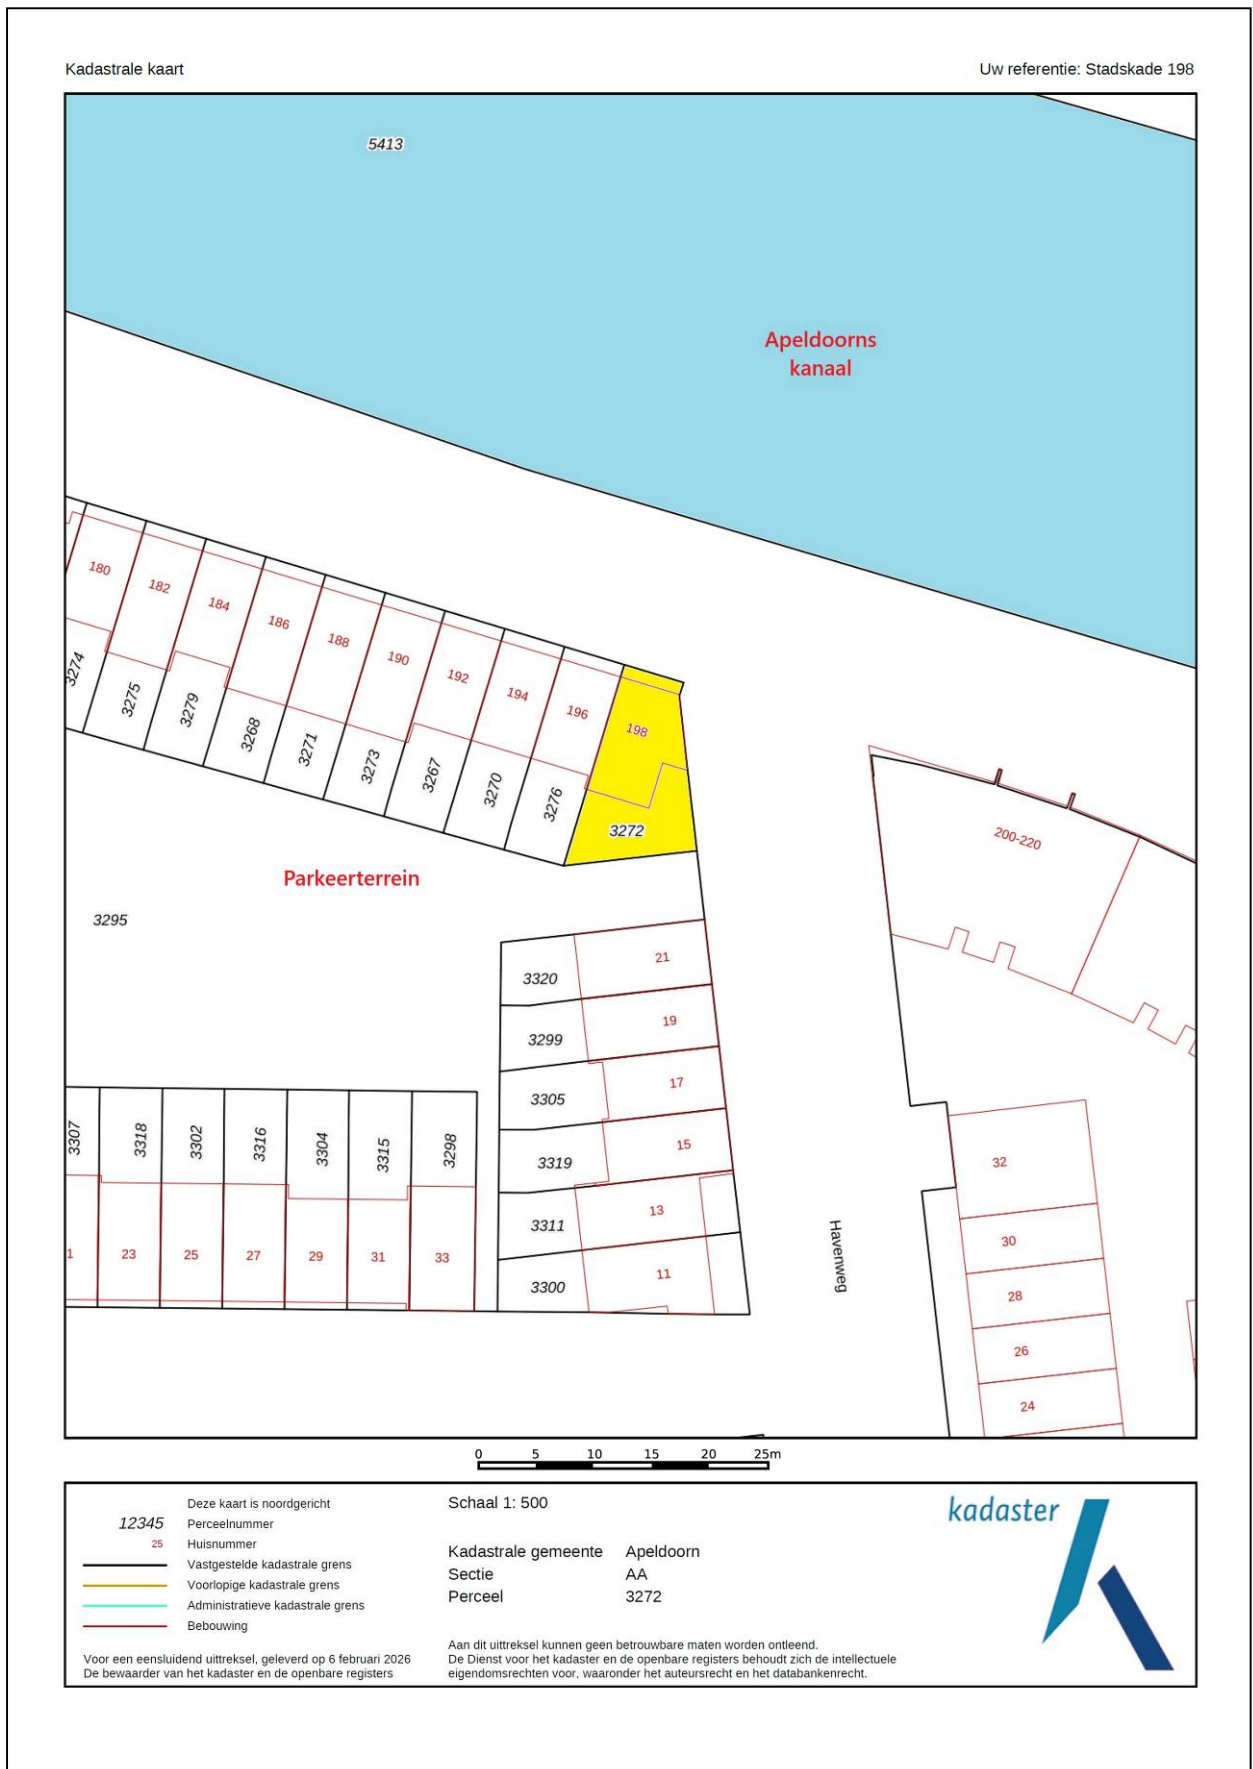 Kadastrale kaart
Uw referentie: Stadskade 198
5413
Apeldoorns
kanaal
180
182
184
186
188
190
192
194
196
198
3274
3275
3279
3268
3271
3273
3267
3270
3276
3272
200-220
Parkeerterrein
3295
3320
21
3299
19
3305
17
3319
15
3311
13
3300
11
3307
3318
3302
3316
3304
3315
3298
1
23
25
27
29
31
33
Havenweg
32
30
28
26
24
0 5 10 15 20 25m
Deze kaart is noordgericht
12345 Perceelnummer
25 Huisnummer
Vastgestelde kadastrale grens
Voorlopige kadastrale grens
Administratieve kadastrale grens
Bebouwing
Voor een eensluidend uittreksel, geleverd op 6 februari 2026
De bewaarder van het kadaster en de openbare registers
Schaal 1: 500
Kadastrale gemeente Apeldoorn
Sectie AA
Perceel 3272
Aan dit uittreksel kunnen geen betrouwbare maten worden ontleend.
De Dienst voor het kadaster en de openbare registers behoudt zich de intellectuele
eigendomsrechten voor, waaronder het auteursrecht en het databankenrecht.
kadaster